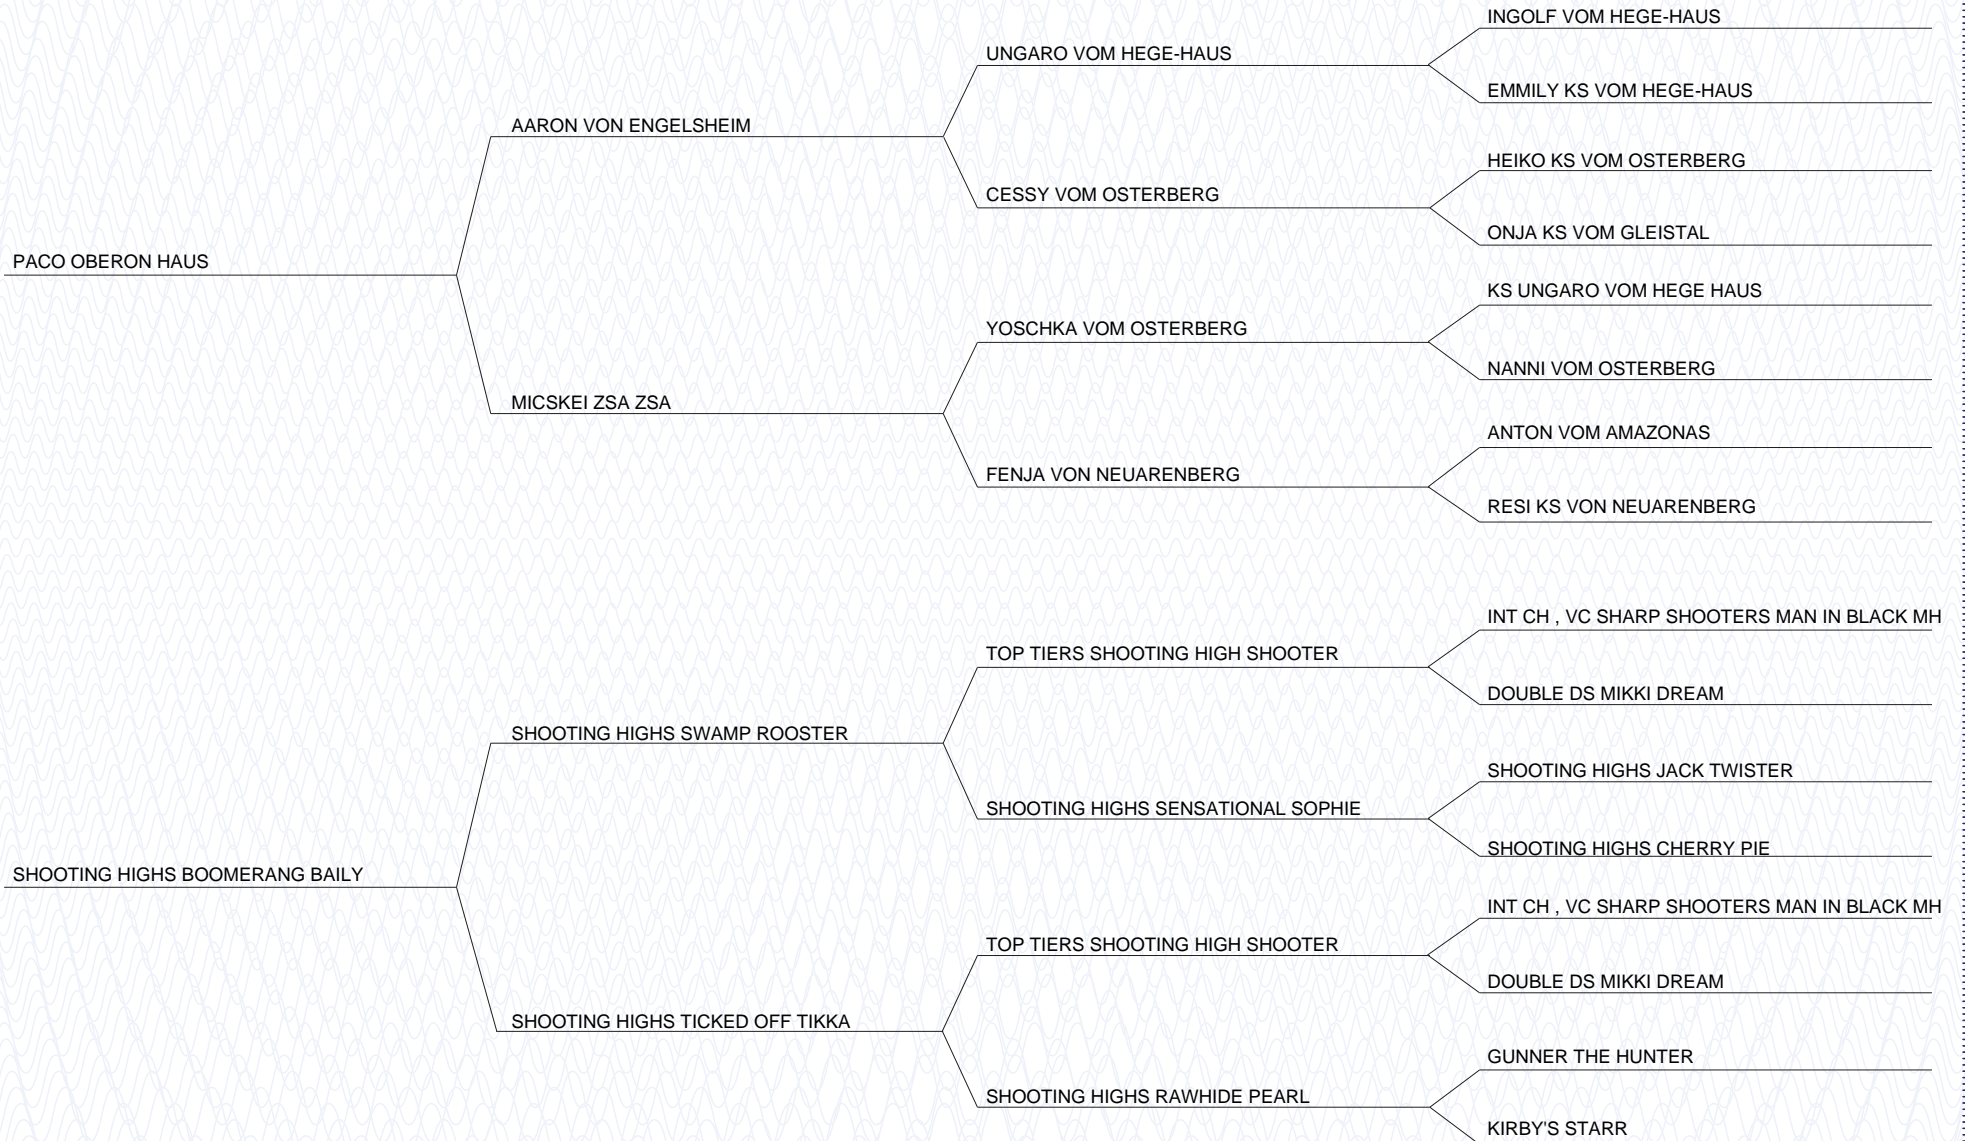 INGOLF VOM HEGE-HAUS
UNGARO VOM HEGE-HAUS
EMMILY KS VOM HEGE-HAUS
AARON VON ENGELSHEIM
HEIKO KS VOM OSTERBERG
CESSY VOM OSTERBERG
ONJA KS VOM GLEISTAL
PACO OBERON HAUS
KS UNGARO VOM HEGE HAUS
YOSCHKA VOM OSTERBERG
NANNI VOM OSTERBERG
MICSKEI ZSA ZSA
ANTON VOM AMAZONAS
FENJA VON NEUARENBERG
RESI KS VON NEUARENBERG
INT CH , VC SHARP SHOOTERS MAN IN BLACK MH
TOP TIERS SHOOTING HIGH SHOOTER
DOUBLE DS MIKKI DREAM
SHOOTING HIGHS SWAMP ROOSTER
SHOOTING HIGHS JACK TWISTER
SHOOTING HIGHS SENSATIONAL SOPHIE
SHOOTING HIGHS CHERRY PIE
SHOOTING HIGHS BOOMERANG BAILY
INT CH , VC SHARP SHOOTERS MAN IN BLACK MH
TOP TIERS SHOOTING HIGH SHOOTER
DOUBLE DS MIKKI DREAM
SHOOTING HIGHS TICKED OFF TIKKA
GUNNER THE HUNTER
SHOOTING HIGHS RAWHIDE PEARL
KIRBY'S STARR